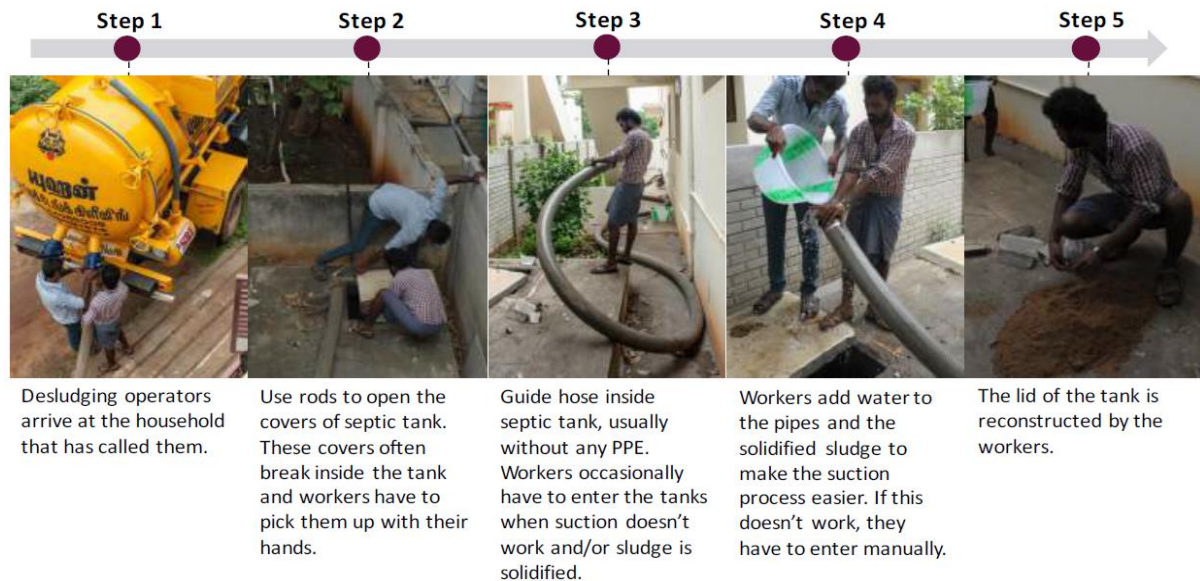 Step 1
Step 2
Step 3
Step 4
Step 5
யுஹென்
Desludging operators
arrive at the household
that has called them.
Use rods to open the
covers of septic tank.
These covers often
break inside the tank
and workers have to
pick them up with their
hands.
Guide hose inside
septic tank, usually
without any PPE.
Workers occasionally
have to enter the tanks
when suction doesn't
work and/or sludge is
solidified.
Workers add water to
the pipes and the
solidified sludge to
make the suction
process easier. If this
doesn't work, they
have to enter manually.
The lid of the tank is
reconstructed by the
workers.